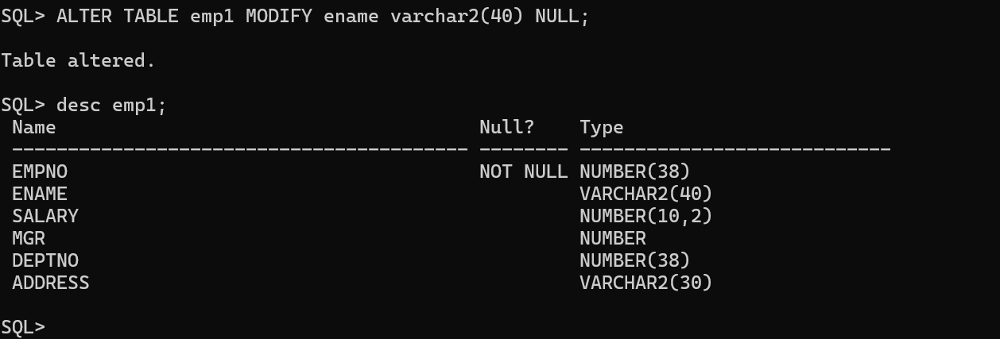 SQL> ALTER TABLE emp1 MODIFY ename varchar2(40) NULL;
Table altered.
SQL> desc emp1;
Name                                      Null?    Type
----------------------------------------- -------- ----------------------------
EMPNO                                     NOT NULL NUMBER(38)
ENAME                                              VARCHAR2(40)
SALARY                                             NUMBER(10,2)
MGR                                                NUMBER
DEPTNO                                             NUMBER(38)
ADDRESS                                            VARCHAR2(30)
SQL>